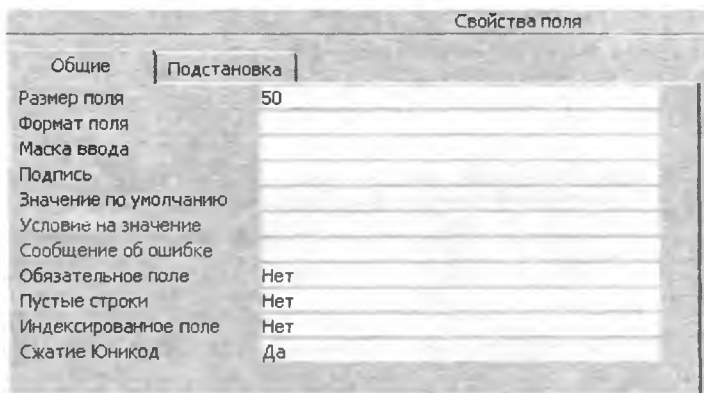 Свойства поля
Общие Подстановка
Размер поля 50
Формат поля
Маска ввода
Подпись
Значение по умолчанию
Условие на значение
Сообщение об ошибке
Обязательное поле Нет
Пустые строки Нет
Индексированное поле Нет
Сжатие Юникод Да